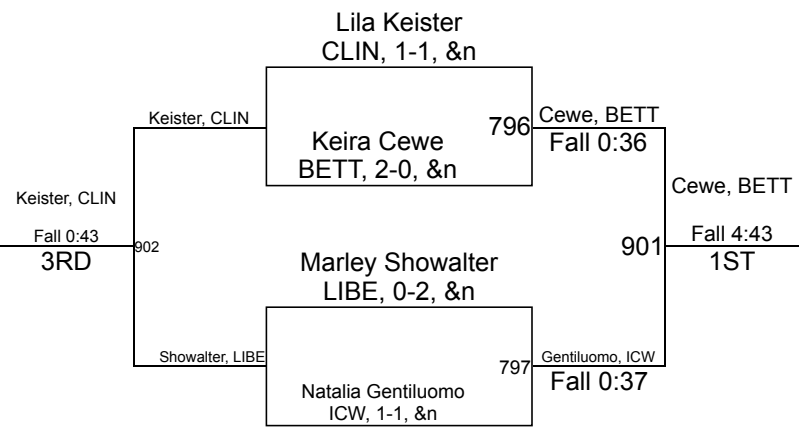 Lila Keister
CLIN, 1-1, &n
Keister, CLIN
Keira Cewe
BETT, 2-0, &n
796
Cewe, BETT
Fall 0:36
Keister, CLIN
Fall 0:43
3RD
902
Cewe, BETT
901
Fall 4:43
1ST
Marley Showalter
LIBE, 0-2, &n
Showalter, LIBE
Natalia Gentiluomo
ICW, 1-1, &n
797
Gentiluomo, ICW
Fall 0:37